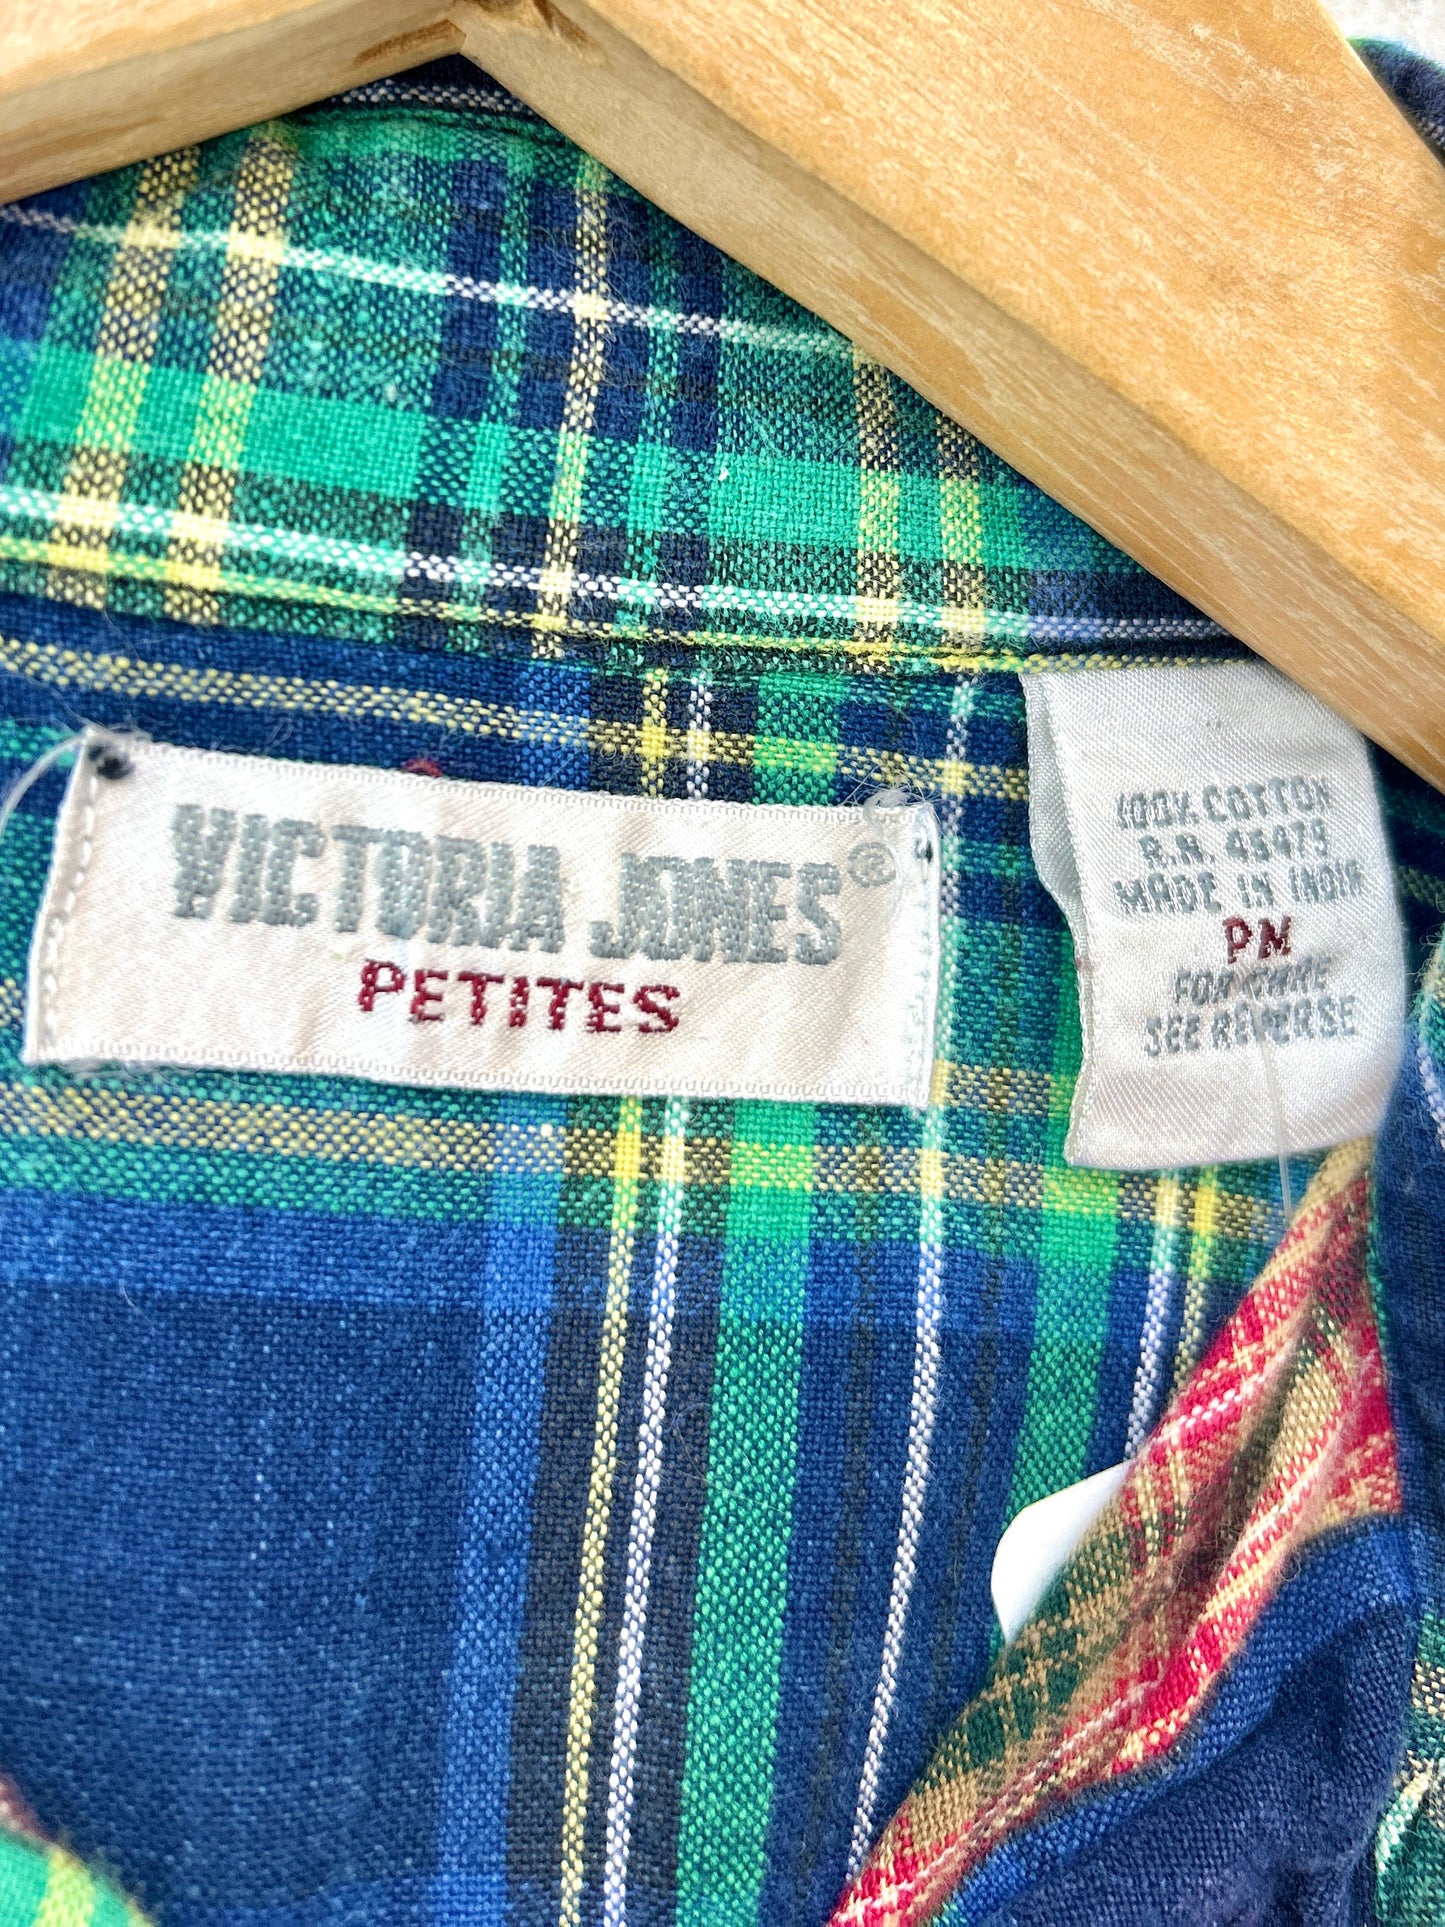 VICTORIA JONES®
PETITES
100% COTTON
R.N. 45479
MADE IN INDIA
PM
FOR CARE
SEE REVERSE